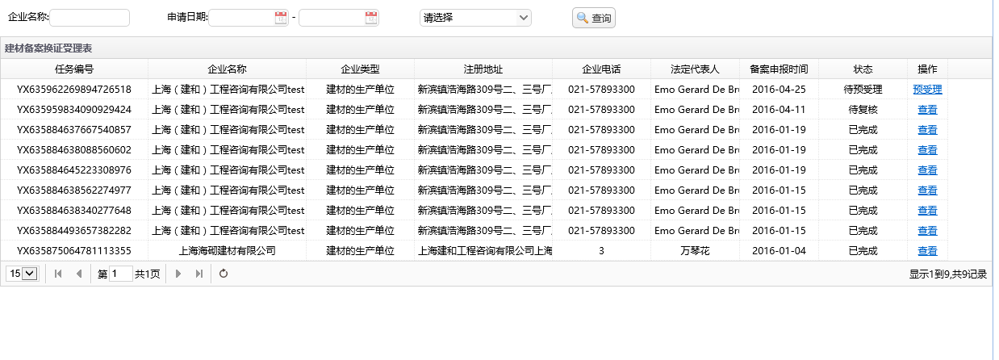 企业名称: 申请日期: - 请选择 查询
建材备案换证受理表
任务编号 企业名称 企业类型 注册地址 企业电话 法定代表人 备案申报时间 状态 操作
YX635962269894726518 上海（建和）工程咨询有限公司test 建材的生产单位 新滨镇浩海路309号二、三号厂 021-57893300 Emo Gerard De Bru 2016-04-25 待预受理 预受理
YX635959834090929424 上海（建和）工程咨询有限公司test 建材的生产单位 新滨镇浩海路309号二、三号厂 021-57893300 Emo Gerard De Bru 2016-04-11 待复核 查看
YX635884637667540857 上海（建和）工程咨询有限公司test 建材的生产单位 新滨镇浩海路309号二、三号厂 021-57893300 Emo Gerard De Bru 2016-01-19 已完成 查看
YX635884638088560602 上海（建和）工程咨询有限公司test 建材的生产单位 新滨镇浩海路309号二、三号厂 021-57893300 Emo Gerard De Bru 2016-01-19 已完成 查看
YX635884645223308976 上海（建和）工程咨询有限公司test 建材的生产单位 新滨镇浩海路309号二、三号厂 021-57893300 Emo Gerard De Bru 2016-01-19 已完成 查看
YX635884638562274977 上海（建和）工程咨询有限公司test 建材的生产单位 新滨镇浩海路309号二、三号厂 021-57893300 Emo Gerard De Bru 2016-01-15 已完成 查看
YX635884638340277648 上海（建和）工程咨询有限公司test 建材的生产单位 新滨镇浩海路309号二、三号厂 021-57893300 Emo Gerard De Bru 2016-01-15 已完成 查看
YX635884493657382282 上海（建和）工程咨询有限公司test 建材的生产单位 新滨镇浩海路309号二、三号厂 021-57893300 Emo Gerard De Bru 2016-01-15 已完成 查看
YX635875064781113355 上海海砌建材有限公司 建材的生产单位 上海建和工程咨询有限公司上海 3 万琴花 2016-01-04 已完成 查看
15 第 1 共1页 显示1到9,共9记录